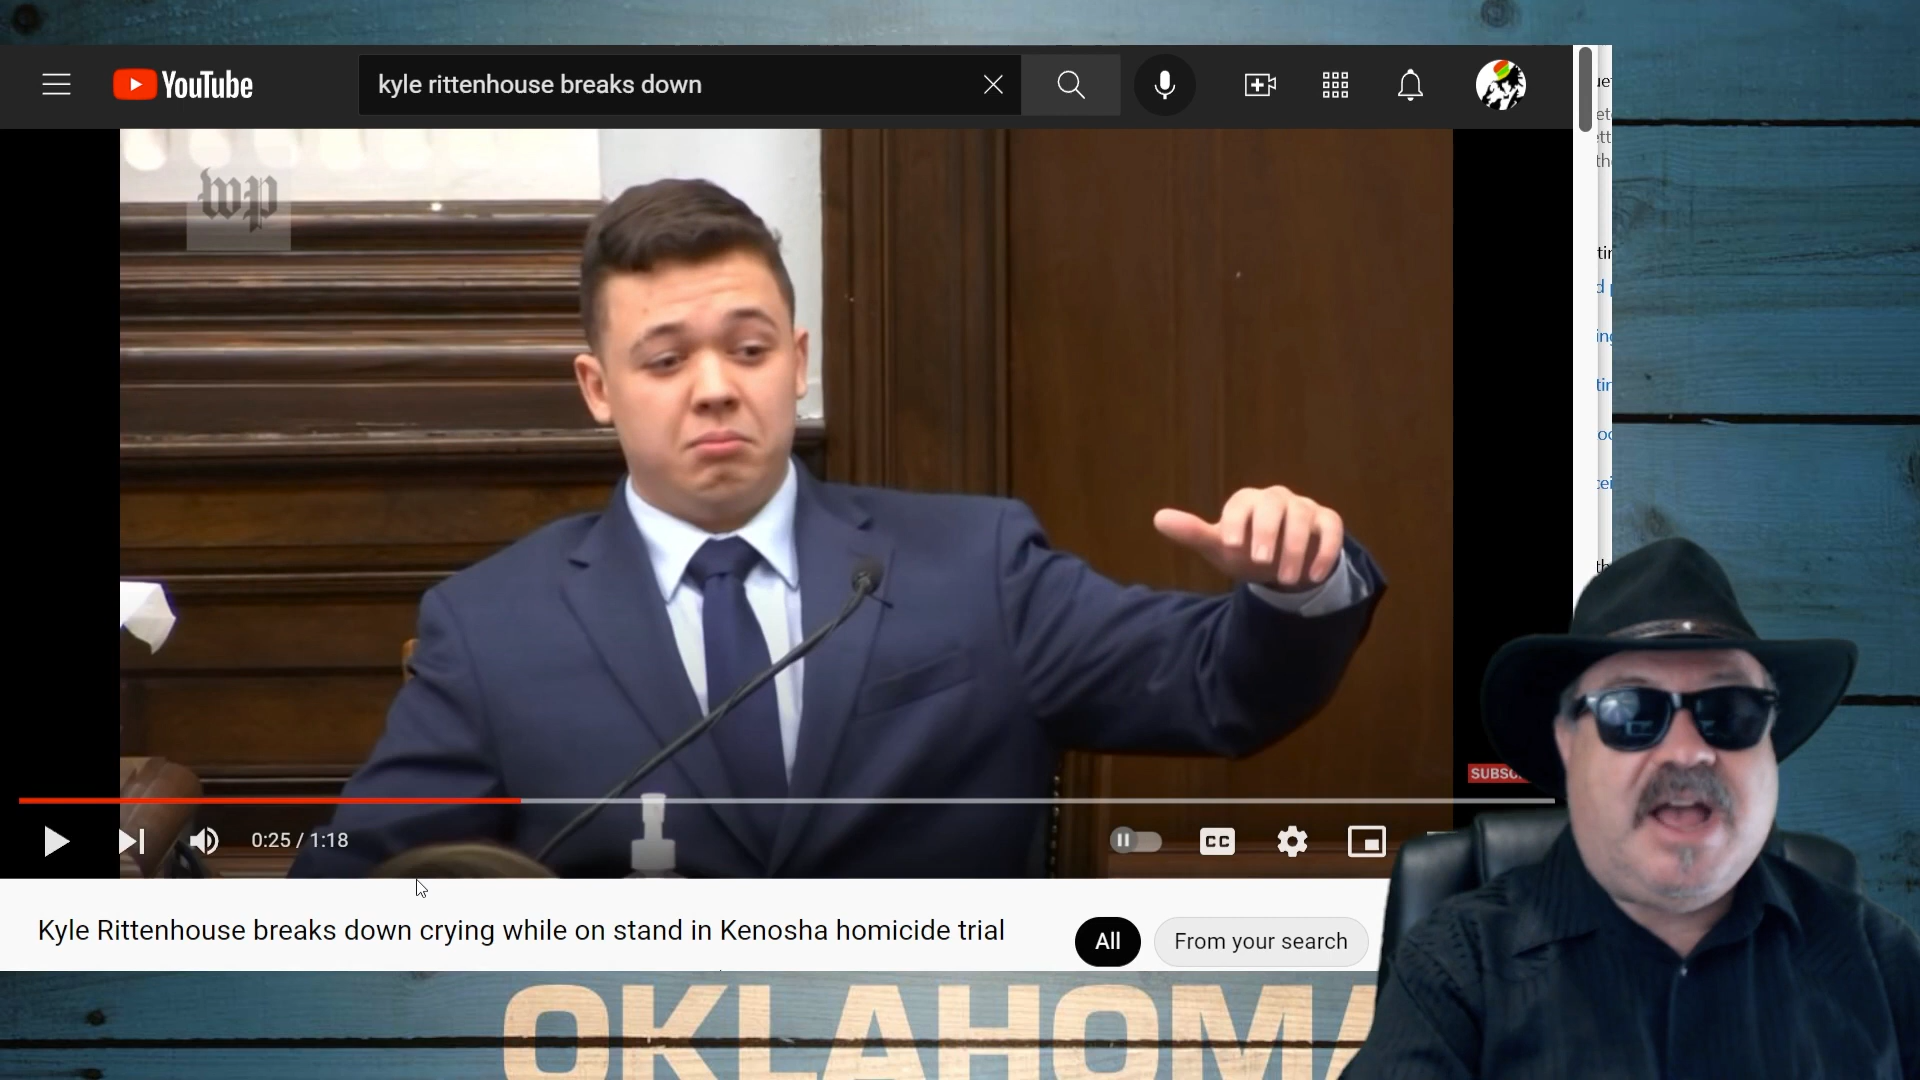 YouTube
kyle rittenhouse breaks down
wp
SUBSC
0:25 / 1:18
CC
Kyle Rittenhouse breaks down crying while on stand in Kenosha homicide trial
All
From your search
OKLAHOMA